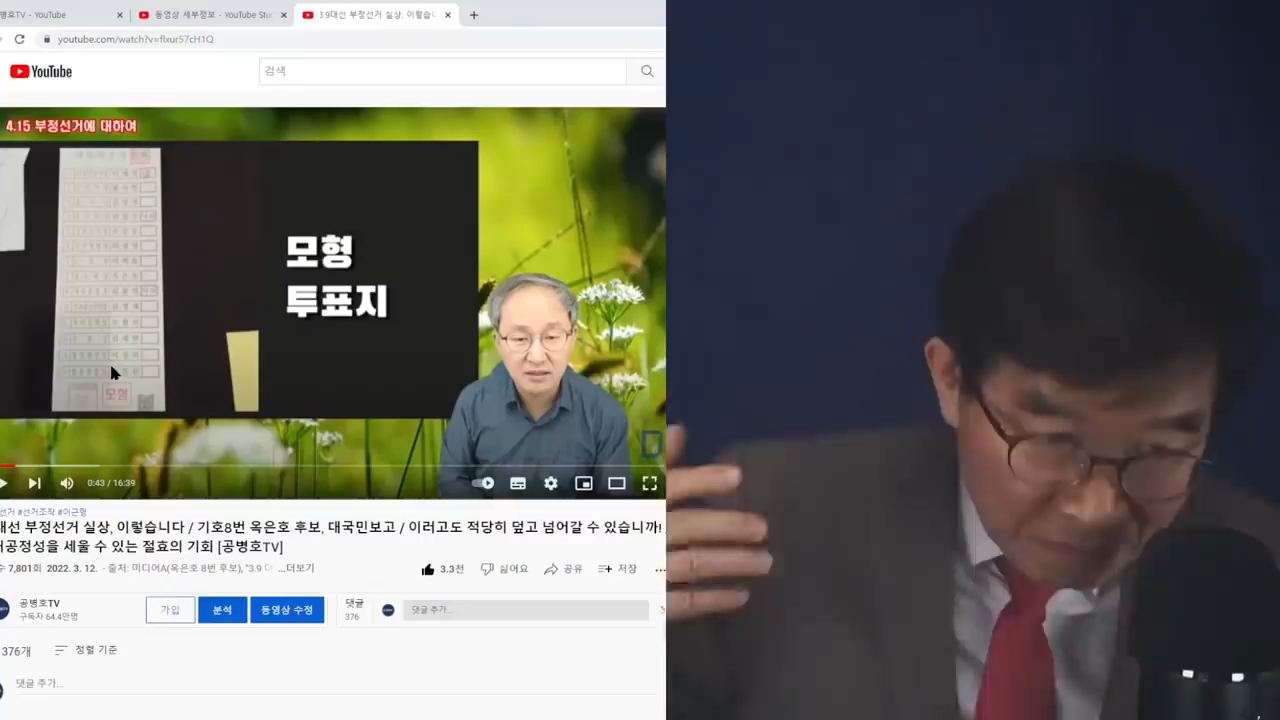 병호TV - YouTube
동영상 세부정보 - YouTube Stu
3.9대선 부정선거 실상, 이렇습니
youtube.com/watch?v=flxur57cH1Q
YouTube
검색
4.15 부정선거에 대하여
모형
투표지
모형
D
0:43 / 16:39
선거 #선거조작 #이근형
대선 부정선거 실상, 이렇습니다 / 기호8번 옥은호 후보, 대국민보고 / 이러고도 적당히 덮고 넘어갈 수 있습니까!
거공정성을 세울 수 있는 절효의 기회 [공병호TV]
수 7,801회 2022. 3. 12. - 출처: 미디어A(옥은호 8번 후보), "3.9 대 ...더보기
3.3천
싫어요
공유
저장
공병호TV
구독자 64.4만명
가입
분석
동영상 수정
댓글
376
댓글 추가...
376개
정렬 기준
댓글 추가...